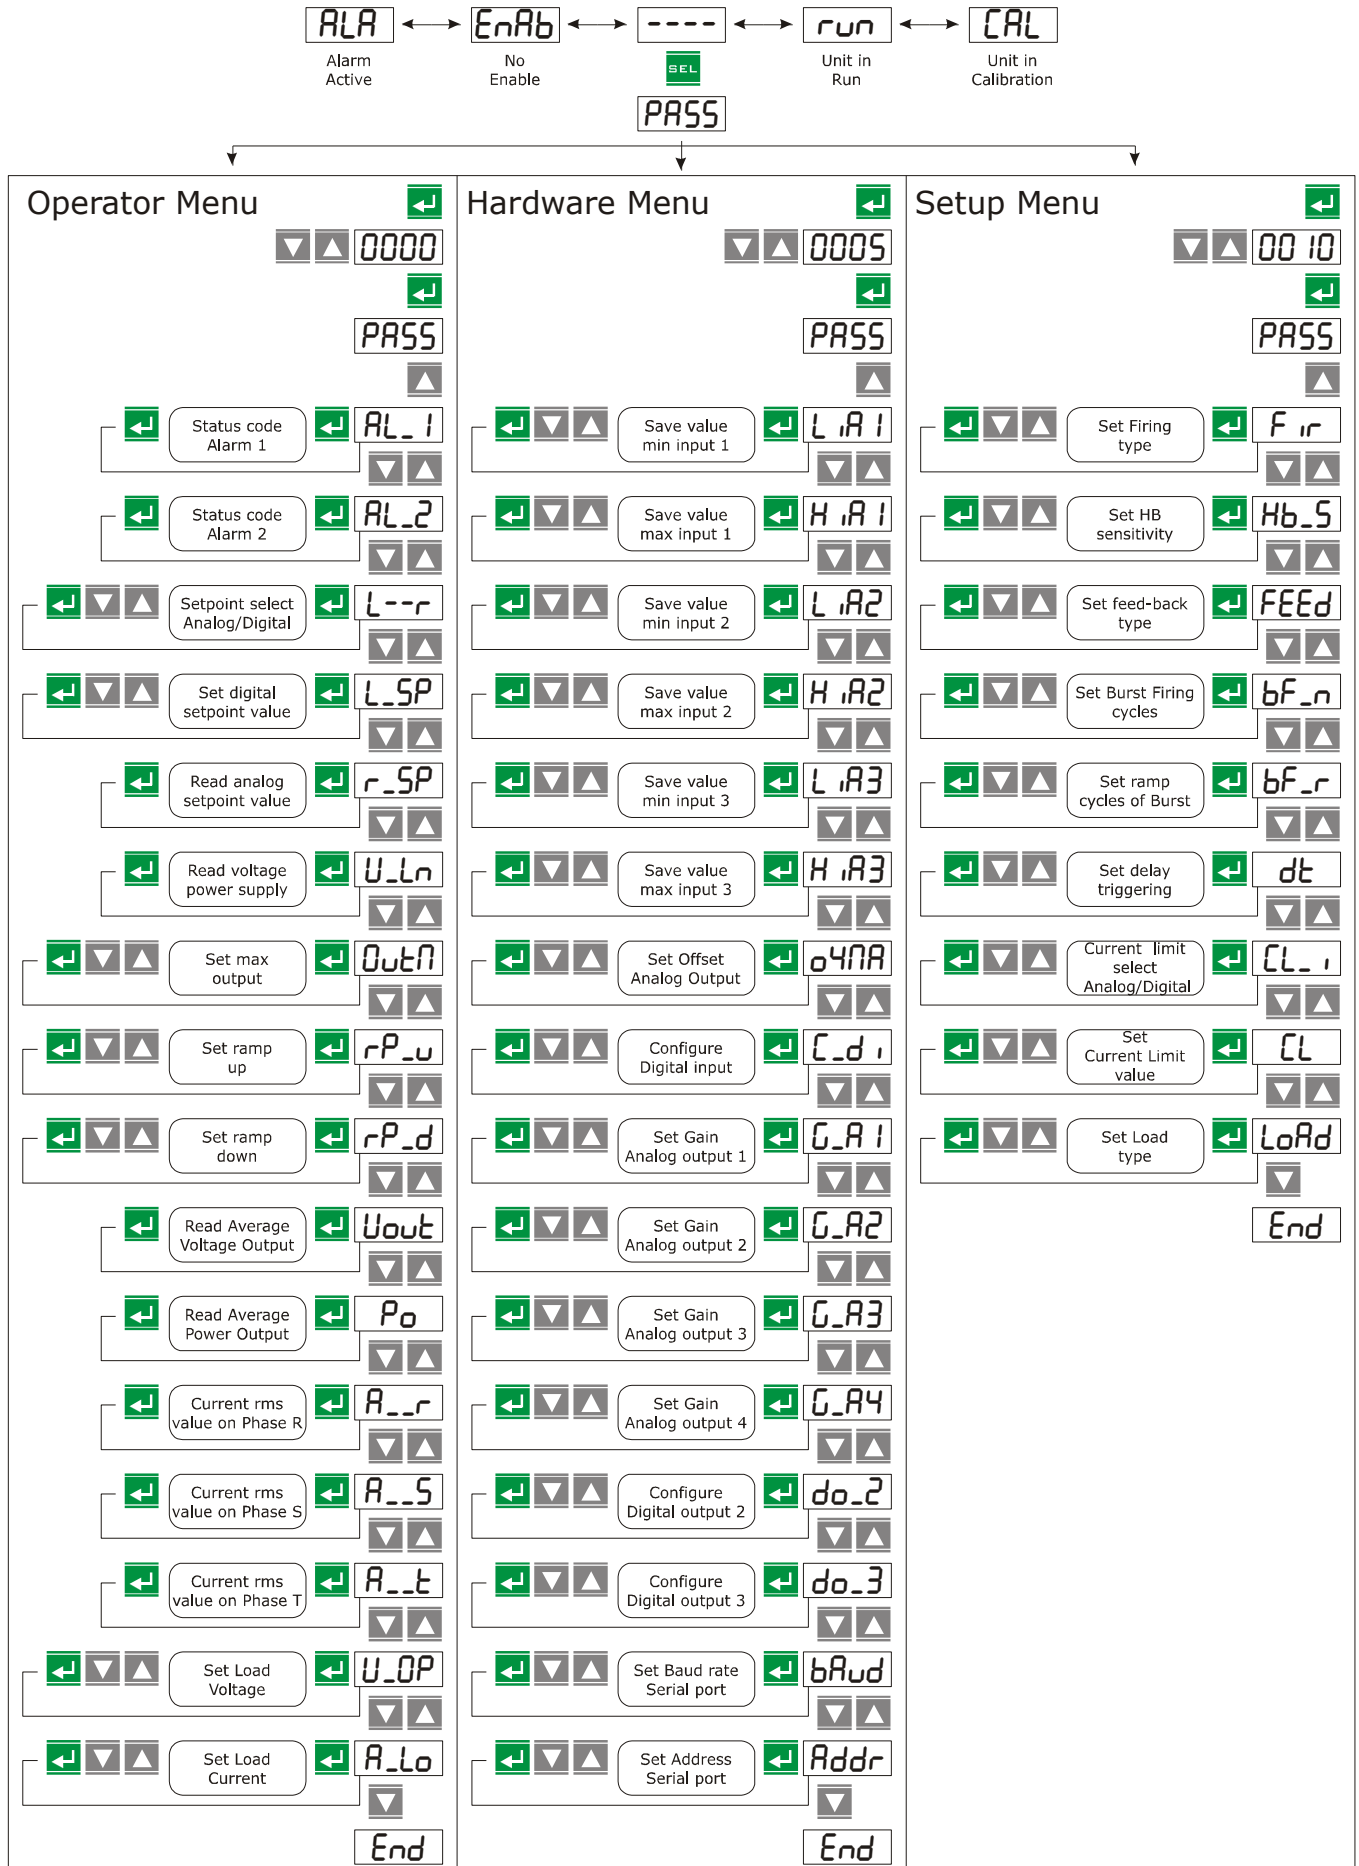 ALA
EnAb
----
run
CAL
Alarm
Active
No
Enable
SEL
Unit in
Run
Unit in
Calibration
PASS
Operator Menu
0000
PASS
Status code
Alarm 1
AL_1
Status code
Alarm 2
AL_2
Setpoint select
Analog/Digital
L--r
Set digital
setpoint value
L_SP
Read analog
setpoint value
r_SP
Read voltage
power supply
U_Ln
Set max
output
OutM
Set ramp
up
rP_u
Set ramp
down
rP_d
Read Average
Voltage Output
Uout
Read Average
Power Output
Po
Current rms
value on Phase R
A__r
Current rms
value on Phase S
A__S
Current rms
value on Phase T
A__t
Set Load
Voltage
U_OP
Set Load
Current
A_Lo
End
Hardware Menu
0005
PASS
Save value
min input 1
LiA1
Save value
max input 1
HiA1
Save value
min input 2
LiA2
Save value
max input 2
HiA2
Save value
min input 3
LiA3
Save value
max input 3
HiA3
Set Offset
Analog Output
o4MA
Configure
Digital input
C_di
Set Gain
Analog output 1
G_A1
Set Gain
Analog output 2
G_A2
Set Gain
Analog output 3
G_A3
Set Gain
Analog output 4
G_A4
Configure
Digital output 2
do_2
Configure
Digital output 3
do_3
Set Baud rate
Serial port
bAud
Set Address
Serial port
Addr
End
Setup Menu
0010
PASS
Set Firing
type
Fir
Set HB
sensitivity
Hb_S
Set feed-back
type
FEEd
Set Burst Firing
cycles
bF_n
Set ramp
cycles of Burst
bF_r
Set delay
triggering
dt
Current limit
select
Analog/Digital
CL_i
Set
Current Limit
value
CL
Set Load
type
LoAd
End